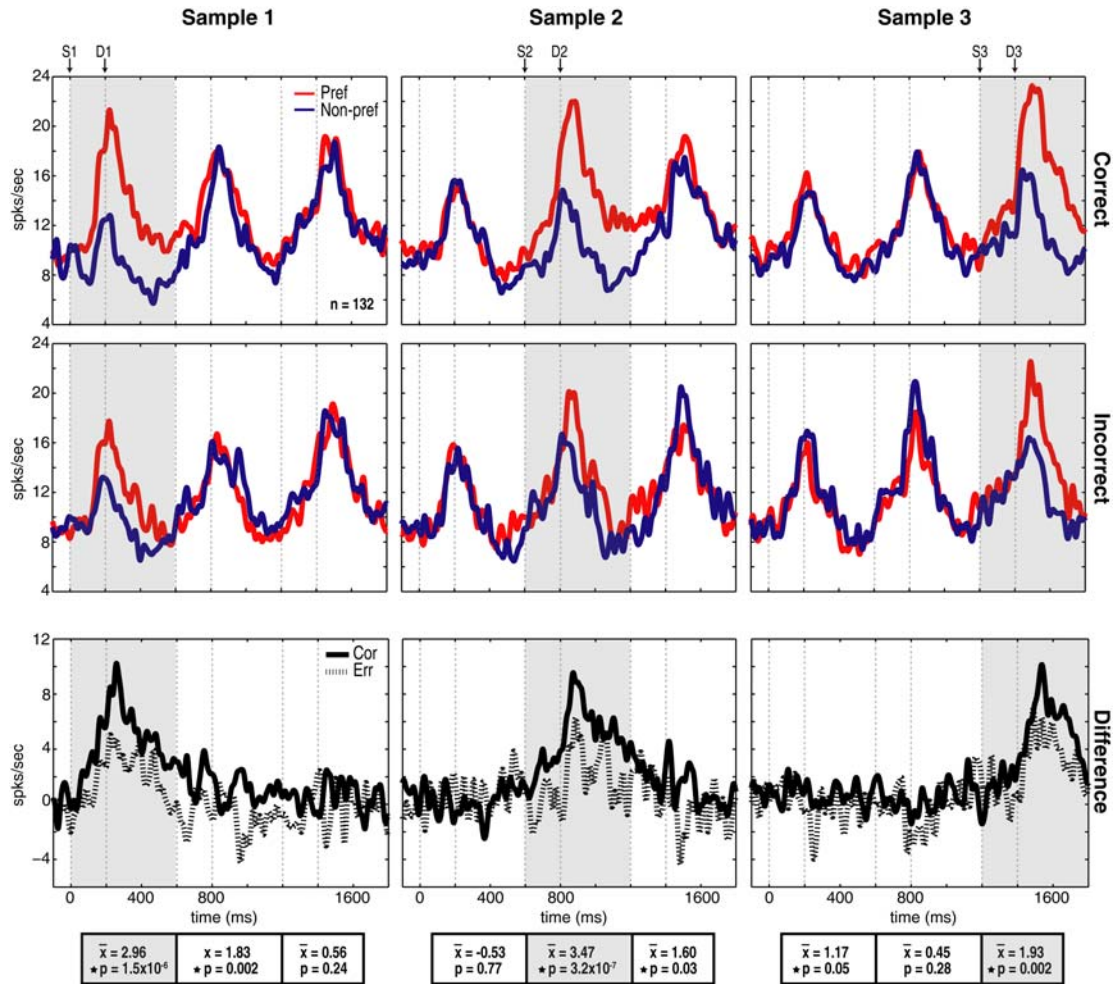 Sample 1 Sample 2 Sample 3
S1 D1 S2 D2 S3 D3
24
20
16
12
8
4
spks/sec
Pref
Non-pref
n = 132
Correct
24
20
16
12
8
4
spks/sec
Incorrect
12
8
4
0
−4
spks/sec
Cor
Err
Difference
0 400 800 1600
time (ms)
0 400 800 1600
time (ms)
0 400 800 1600
time (ms)
x̄ = 2.96 x = 1.83 x̄ = 0.56
★ p = 1.5x10⁻⁶ ★ p = 0.002 p = 0.24
x̄ = -0.53 x̄ = 3.47 x̄ = 1.60
p = 0.77 ★ p = 3.2x10⁻⁷ ★ p = 0.03
x̄ = 1.17 x̄ = 0.45 x̄ = 1.93
★ p = 0.05 p = 0.28 ★ p = 0.002